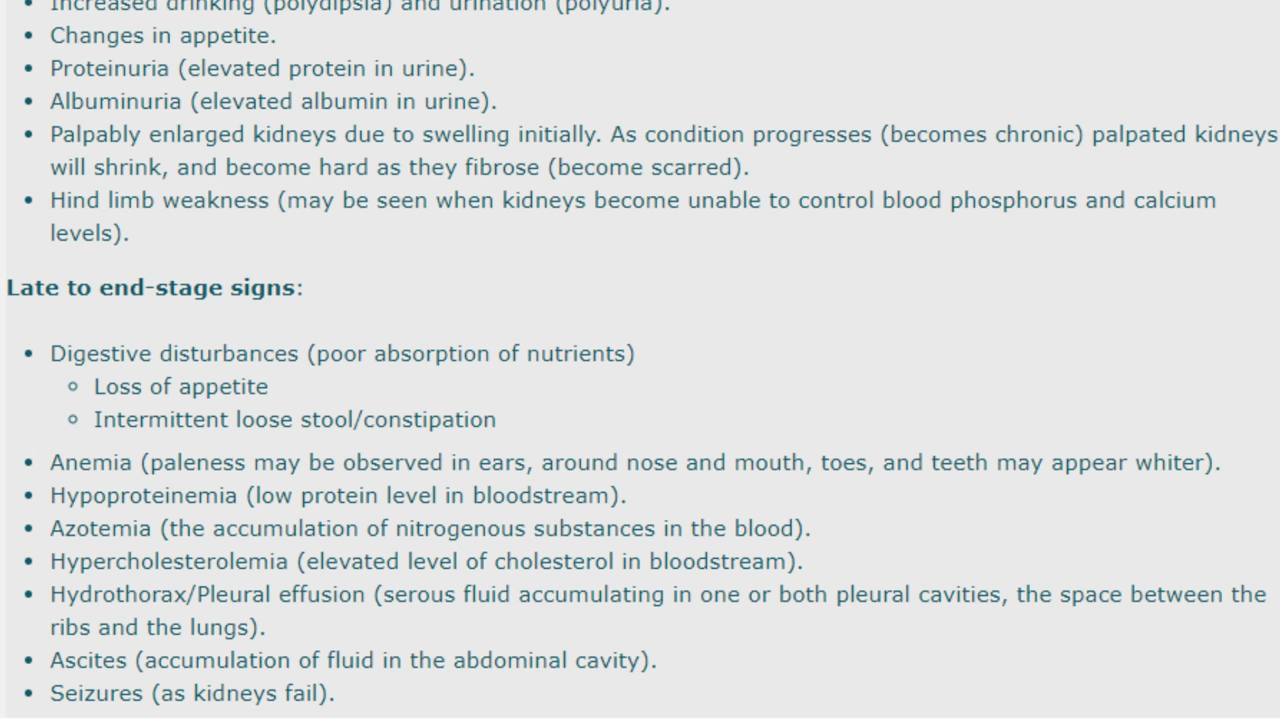 • Increased drinking (polydipsia) and urination (polyuria).
• Changes in appetite.
• Proteinuria (elevated protein in urine).
• Albuminuria (elevated albumin in urine).
• Palpably enlarged kidneys due to swelling initially. As condition progresses (becomes chronic) palpated kidneys
will shrink, and become hard as they fibrose (become scarred).
• Hind limb weakness (may be seen when kidneys become unable to control blood phosphorus and calcium
levels).
Late to end-stage signs:
• Digestive disturbances (poor absorption of nutrients)
◦ Loss of appetite
◦ Intermittent loose stool/constipation
• Anemia (paleness may be observed in ears, around nose and mouth, toes, and teeth may appear whiter).
• Hypoproteinemia (low protein level in bloodstream).
• Azotemia (the accumulation of nitrogenous substances in the blood).
• Hypercholesterolemia (elevated level of cholesterol in bloodstream).
• Hydrothorax/Pleural effusion (serous fluid accumulating in one or both pleural cavities, the space between the
ribs and the lungs).
• Ascites (accumulation of fluid in the abdominal cavity).
• Seizures (as kidneys fail).